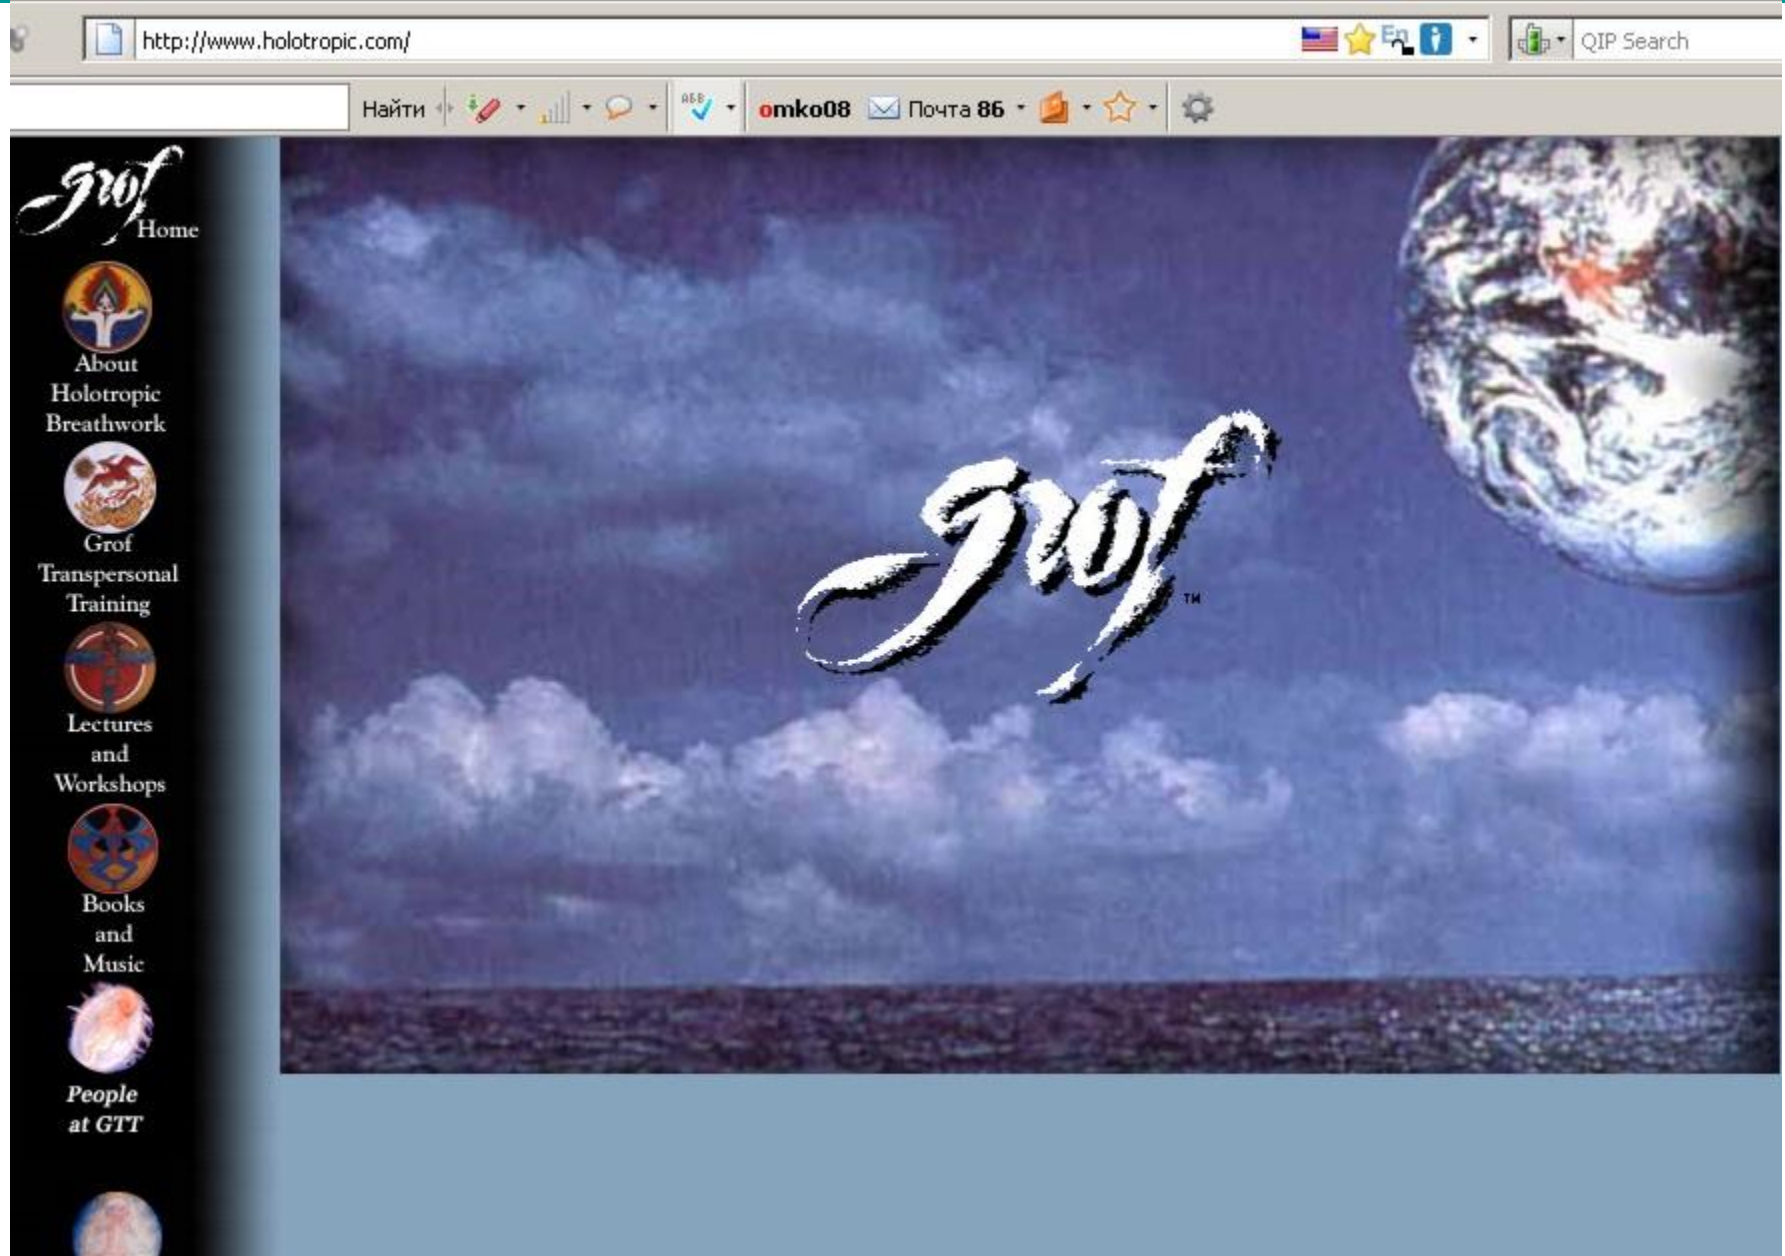 http://www.holotropic.com/
QIP Search
Найти
АБВ
omko08 Почта 86
grof
Home
About
Holotropic
Breathwork
Grof
Transpersonal
Training
Lectures
and
Workshops
Books
and
Music
People
at GTT
grof
TM